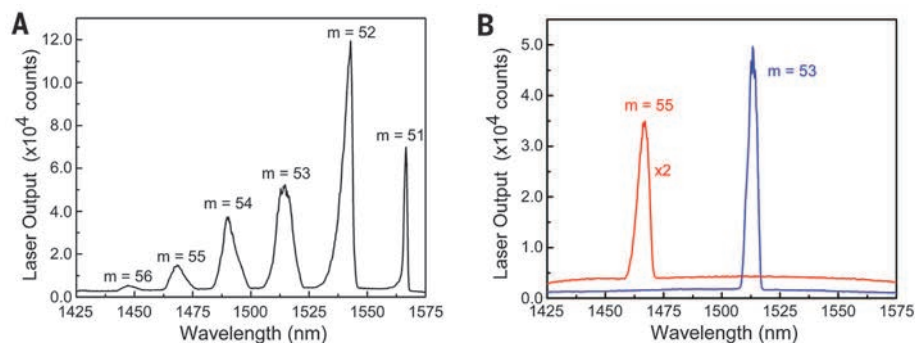 A
Laser Output (x10⁴ counts)
12.0
10.0
8.0
6.0
4.0
2.0
0.0
m = 56
m = 55
m = 54
m = 53
m = 52
m = 51
1425 1450 1475 1500 1525 1550 1575
Wavelength (nm)
B
Laser Output (x10⁴ counts)
5.0
4.0
3.0
2.0
1.0
0.0
m = 55
x2
m = 53
1425 1450 1475 1500 1525 1550 1575
Wavelength (nm)